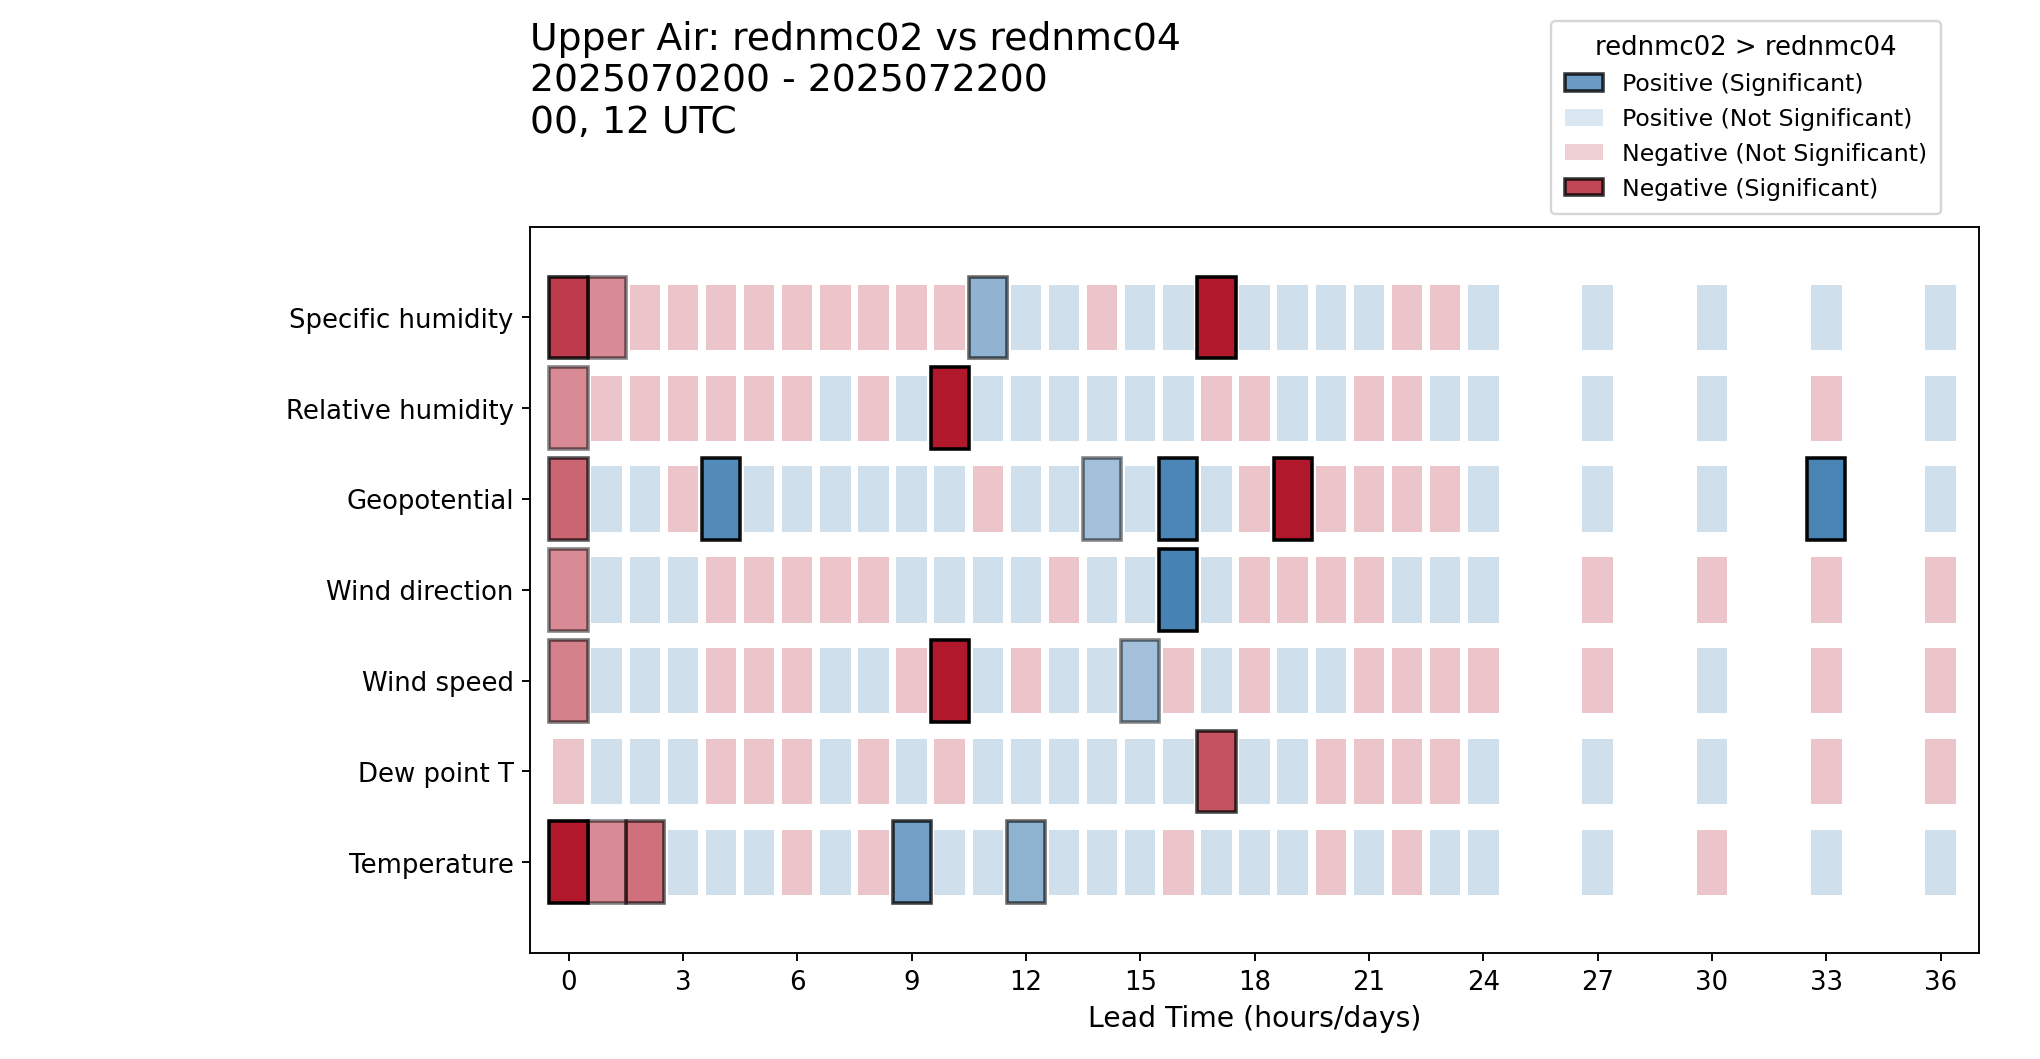 Upper Air: rednmc02 vs rednmc04
2025070200 - 2025072200
00, 12 UTC
rednmc02 > rednmc04
Positive (Significant)
Positive (Not Significant)
Negative (Not Significant)
Negative (Significant)
Specific humidity
Relative humidity
Geopotential
Wind direction
Wind speed
Dew point T
Temperature
0 3 6 9 12 15 18 21 24 27 30 33 36
Lead Time (hours/days)